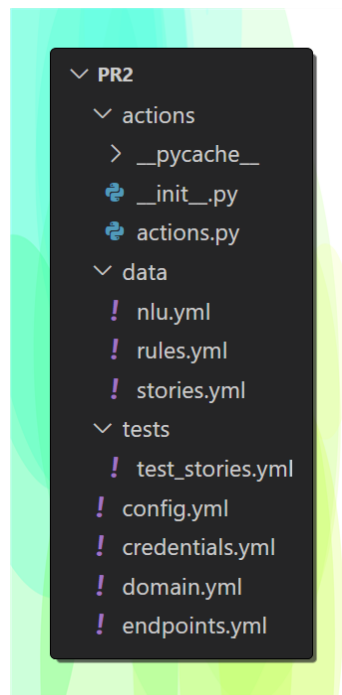 PR2
actions
__pycache__
__init__.py
actions.py
data
nlu.yml
rules.yml
stories.yml
tests
test_stories.yml
config.yml
credentials.yml
domain.yml
endpoints.yml